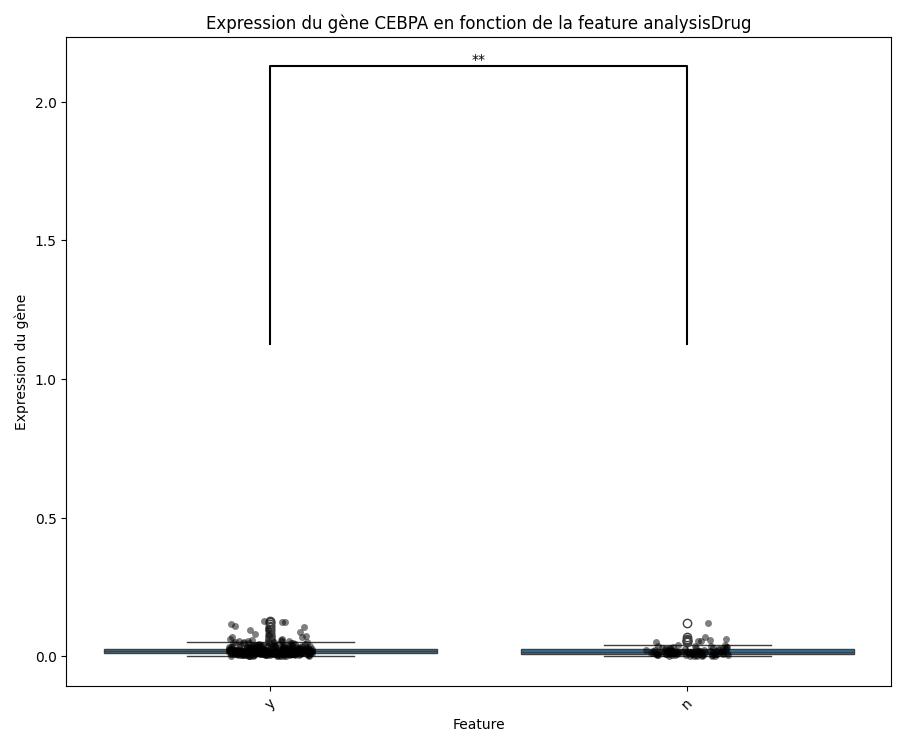 Expression du gène CEBPA en fonction de la feature analysisDrug
**
2.0
1.5
1.0
0.5
0.0
Expression du gène
y
n
Feature